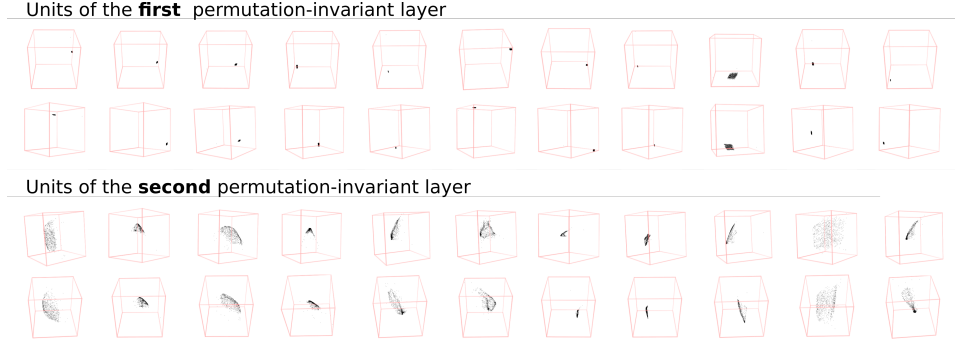 Units of the first permutation-invariant layer
Units of the second permutation-invariant layer